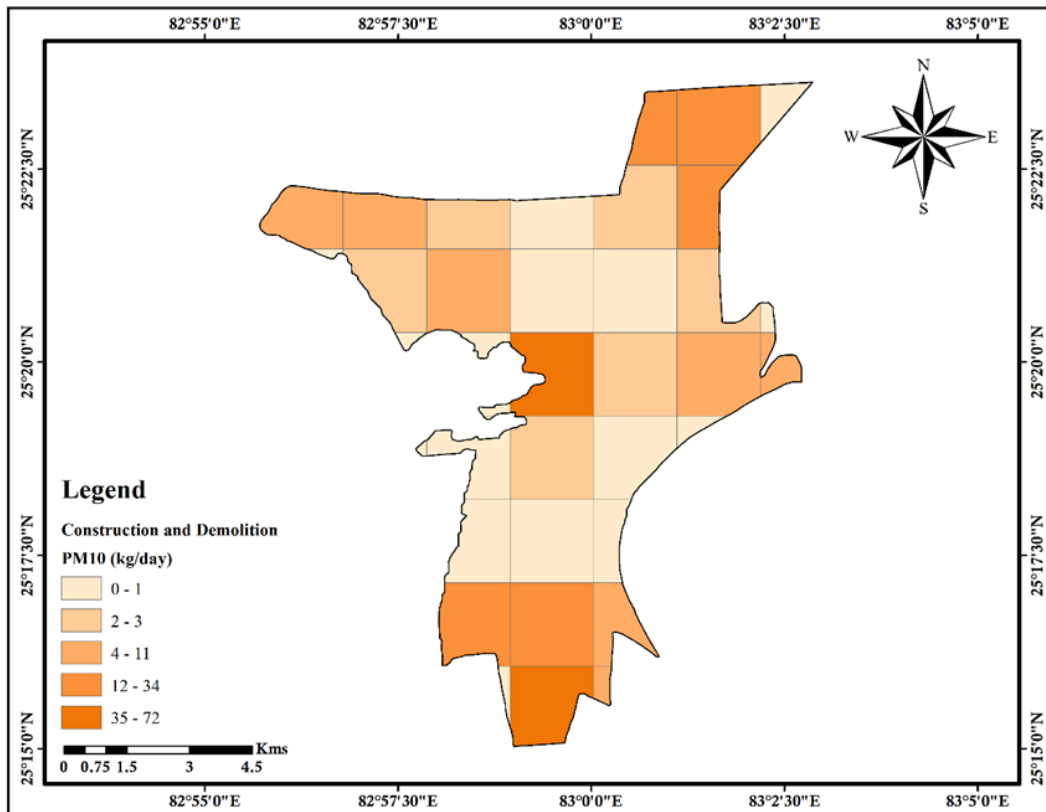 82°55'0"E 82°57'30"E 83°0'0"E 83°2'30"E 83°5'0"E
N
W E
S
25°22'30"N 25°22'30"N
25°20'0"N 25°20'0"N
25°17'30"N 25°17'30"N
25°15'0"N 25°15'0"N
Legend
Construction and Demolition
PM10 (kg/day)
0 - 1
2 - 3
4 - 11
12 - 34
35 - 72
Kms
0 0.75 1.5 3 4.5
82°55'0"E 82°57'30"E 83°0'0"E 83°2'30"E 83°5'0"E